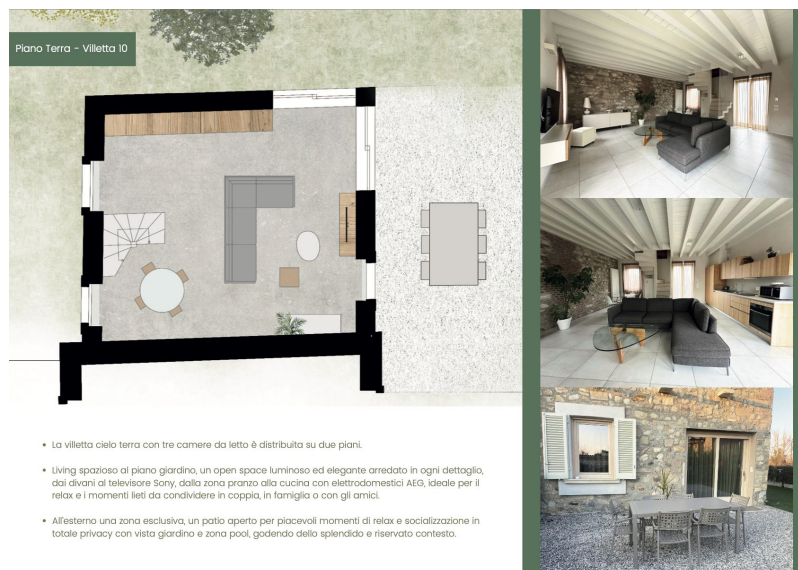 Piano Terra - Villetta 10
• La villetta cielo terra con tre camere da letto è distribuita su due piani.
• Living spazioso al piano giardino, un open space luminoso ed elegante arredato in ogni dettaglio,
dai divani al televisore Sony, dalla zona pranzo alla cucina con elettrodomestici AEG, ideale per il
relax e i momenti lieti da condividere in coppia, in famiglia o con gli amici.
• All'esterno una zona esclusiva, un patio aperto per piacevoli momenti di relax e socializzazione in
totale privacy con vista giardino e zona pool, godendo dello splendido e riservato contesto.